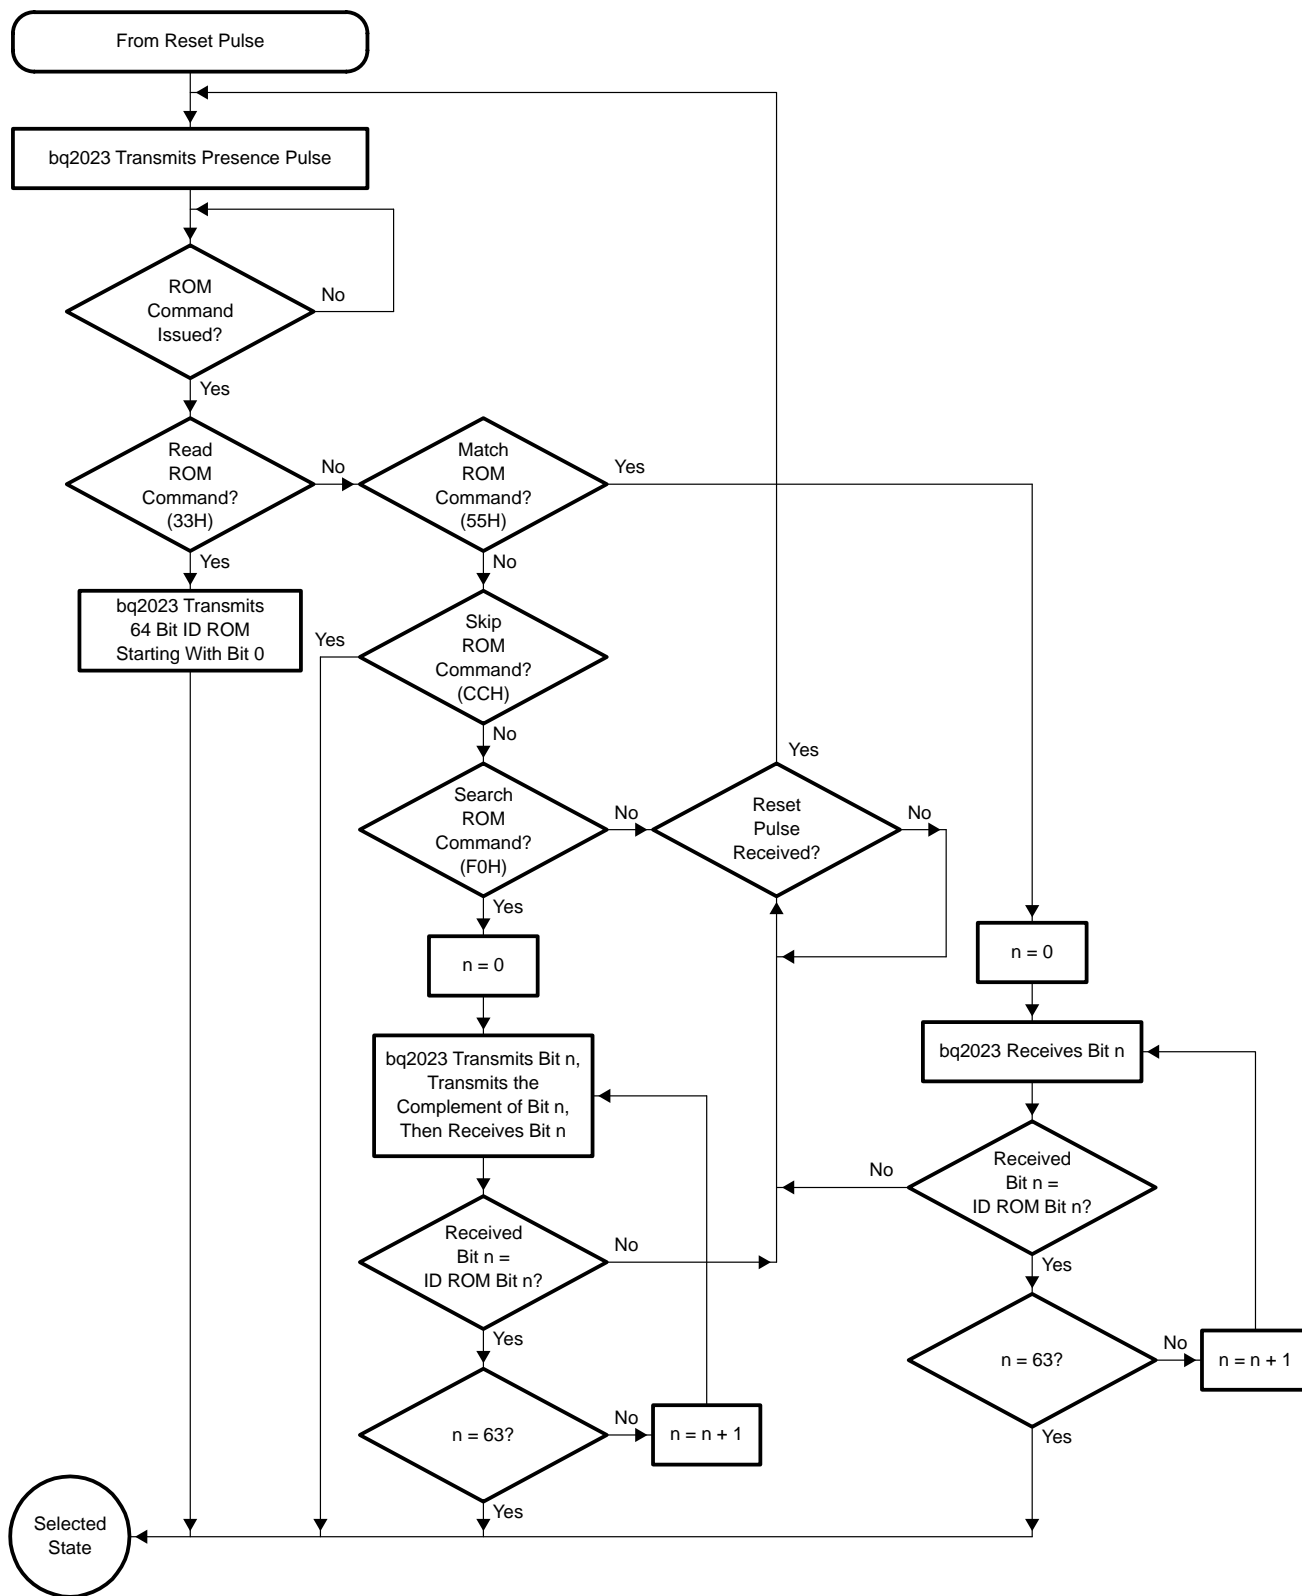 From Reset Pulse
bq2023 Transmits Presence Pulse
ROM
Command
Issued?
No
Yes
Read
ROM
Command?
(33H)
No
Match
ROM
Command?
(55H)
Yes
Yes
No
bq2023 Transmits
64 Bit ID ROM
Starting With Bit 0
Yes
Skip
ROM
Command?
(CCH)
No
Yes
Search
ROM
Command?
(F0H)
No
Reset
Pulse
Received?
No
Yes
n = 0
n = 0
bq2023 Transmits Bit n,
Transmits the
Complement of Bit n,
Then Receives Bit n
bq2023 Receives Bit n
No
Received
Bit n =
ID ROM Bit n?
Received
Bit n =
ID ROM Bit n?
No
Yes
Yes
n = 63?
No
n = n + 1
n = 63?
No
n = n + 1
Yes
Yes
Selected
State